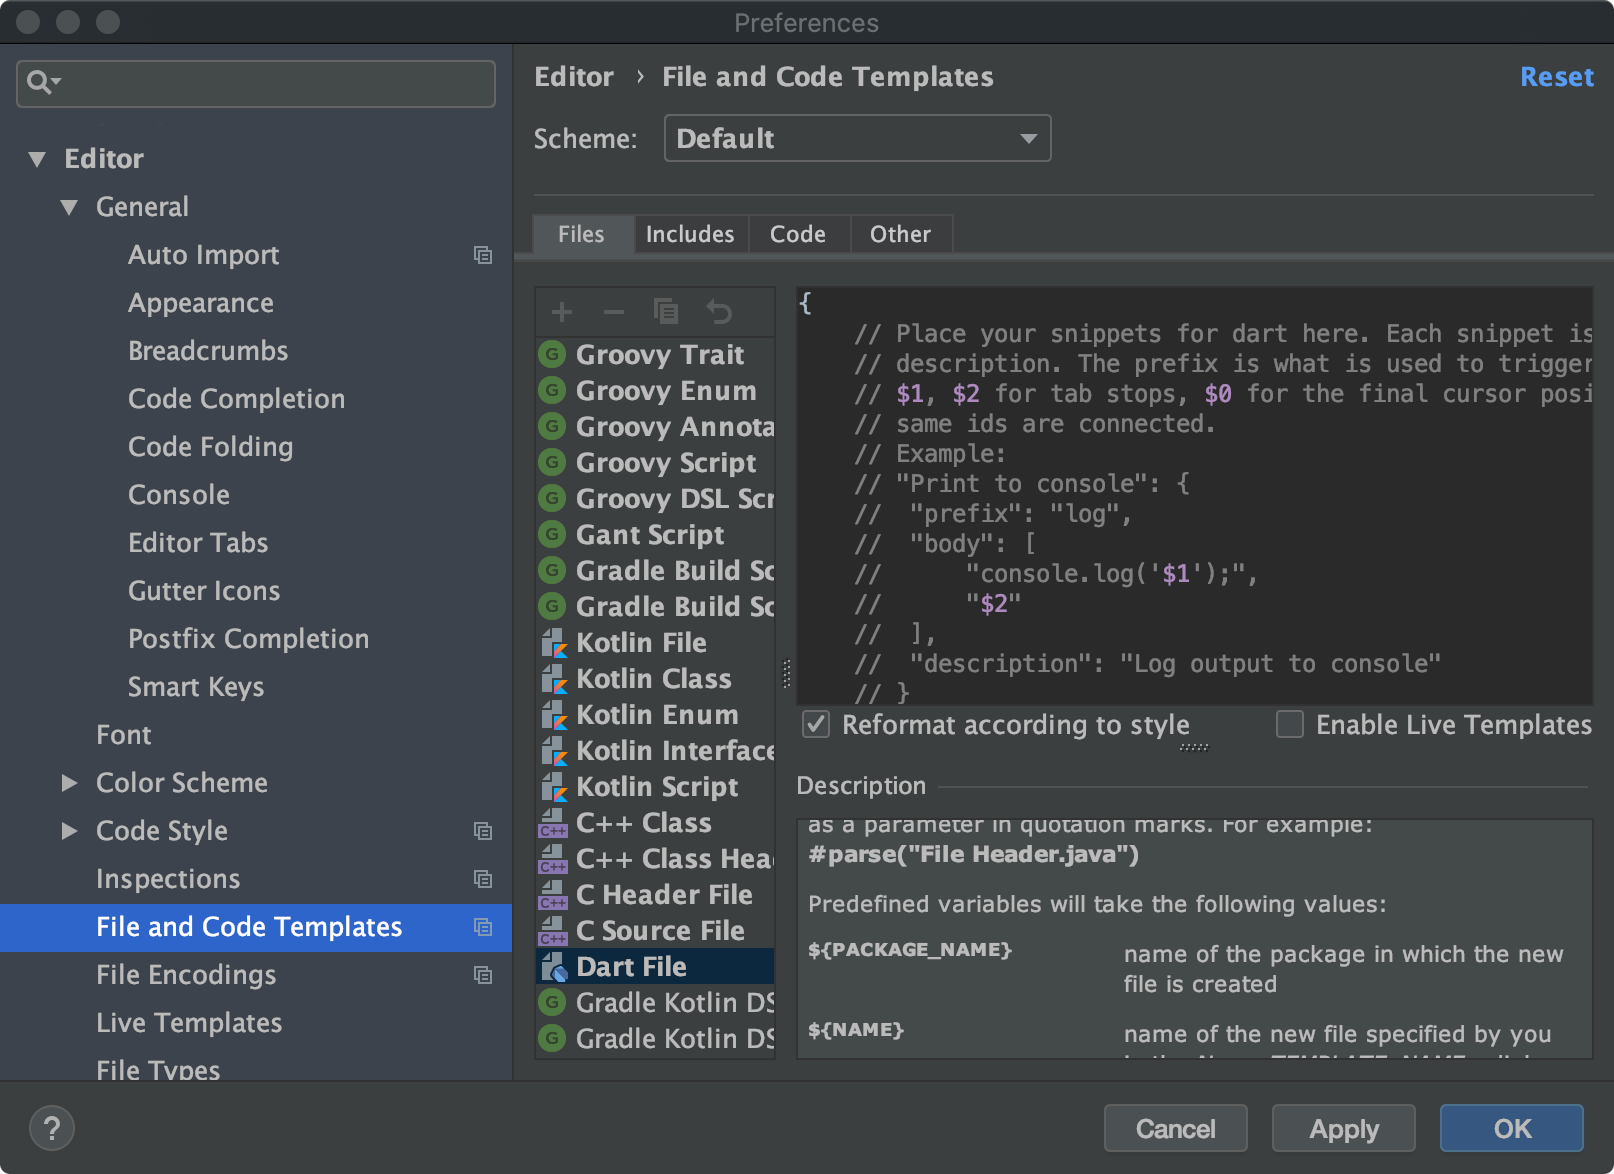 Preferences
Editor
General
Auto Import
Appearance
Breadcrumbs
Code Completion
Code Folding
Console
Editor Tabs
Gutter Icons
Postfix Completion
Smart Keys
Font
Color Scheme
Code Style
Inspections
File and Code Templates
File Encodings
Live Templates
File Types
Editor › File and Code Templates
Reset
Scheme: Default
Files Includes Code Other
G Groovy Trait
G Groovy Enum
G Groovy Annota
G Groovy Script
G Groovy DSL Scr
G Gant Script
G Gradle Build Sc
G Gradle Build Sc
Kotlin File
Kotlin Class
Kotlin Enum
Kotlin Interface
Kotlin Script
C++ C++ Class
C++ C++ Class Hea
C++ C Header File
C++ C Source File
Dart File
G Gradle Kotlin DS
G Gradle Kotlin DS
{
// Place your snippets for dart here. Each snippet is
// description. The prefix is what is used to trigger
// $1, $2 for tab stops, $0 for the final cursor posi
// same ids are connected.
// Example:
// "Print to console": {
// "prefix": "log",
// "body": [
// "console.log('$1');",
// "$2"
// ],
// "description": "Log output to console"
// }
Reformat according to style
Enable Live Templates
Description
as a parameter in quotation marks. For example:
#parse("File Header.java")
Predefined variables will take the following values:
${PACKAGE_NAME} name of the package in which the new
file is created
${NAME} name of the new file specified by you
?
Cancel
Apply
OK